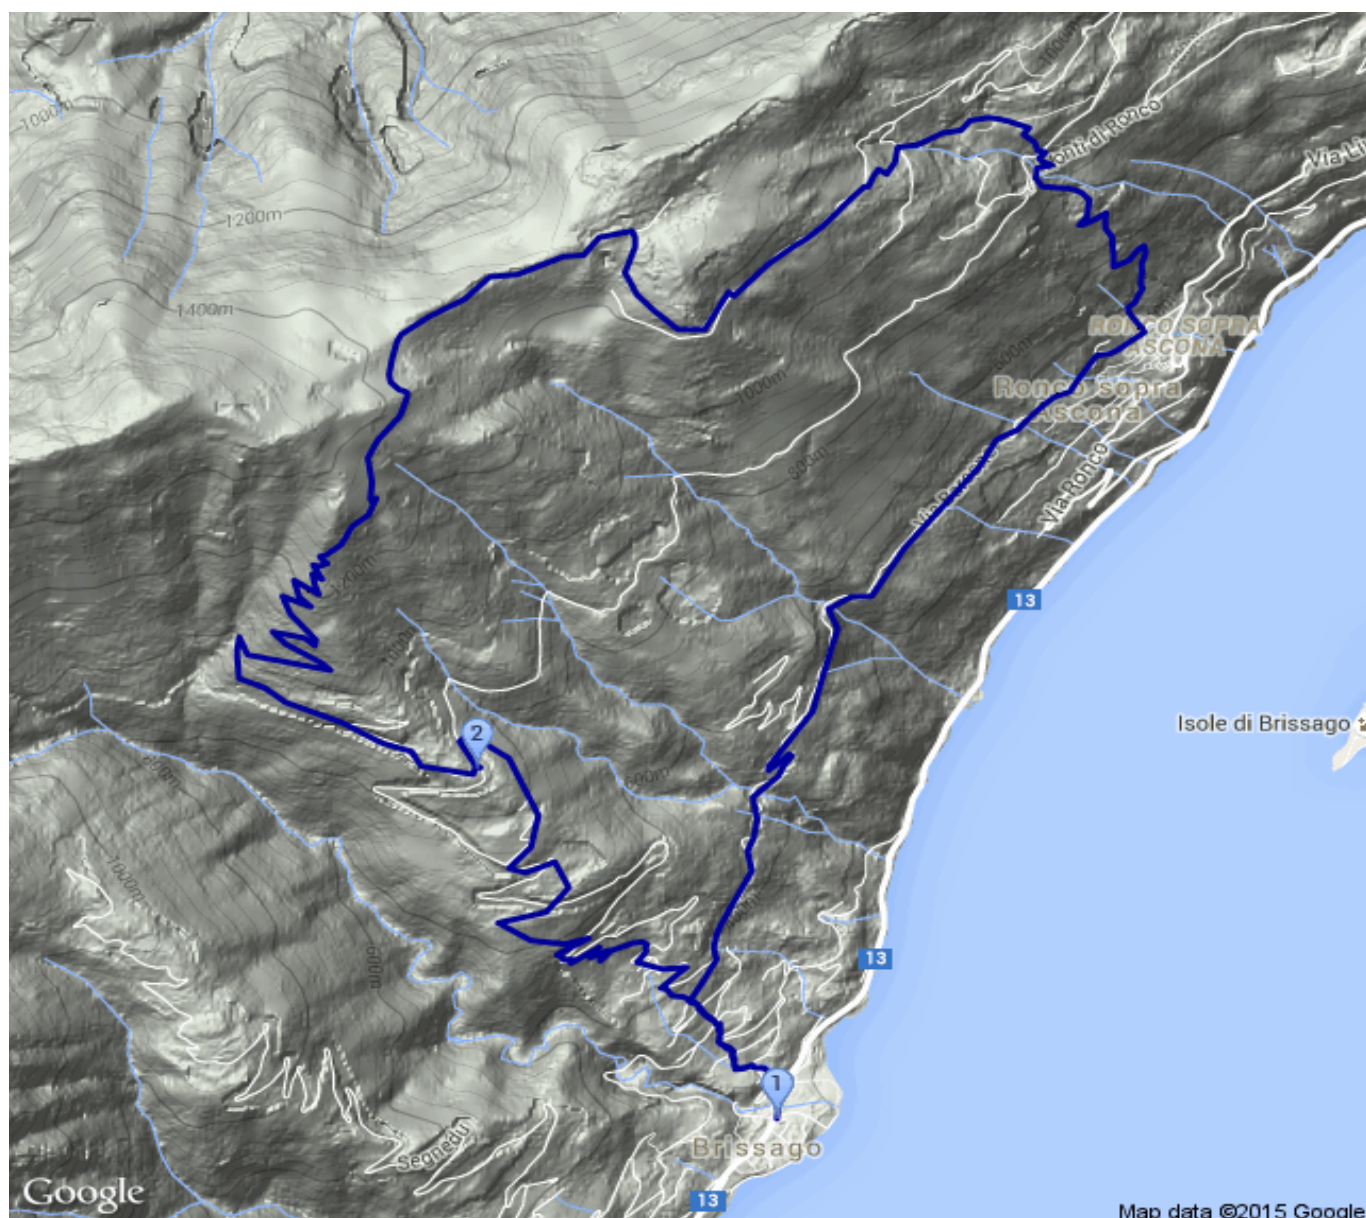 1000m
1000m
onti di Ronco
Via Li
1200m
1400m
RONCO SOPRA
ASCONA
Ronco sopra
Ascona
1000m
800m
Via Ronco
1200m
13
1000m
Isole di Brissago
2
600m
800m
1000m
600m
13
1
Segnedu
Brissago
13
Google
Map data ©2015 Google